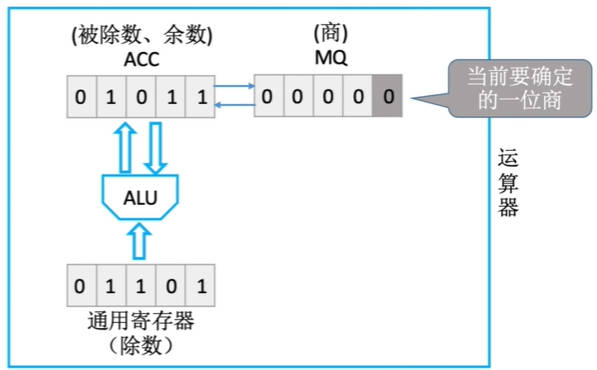 (被除数、余数)
ACC
(商)
MQ
0 1 0 1 1
0 0 0 0 0
当前要确定
的一位商
运算器
ALU
0 1 1 0 1
通用寄存器
（除数）